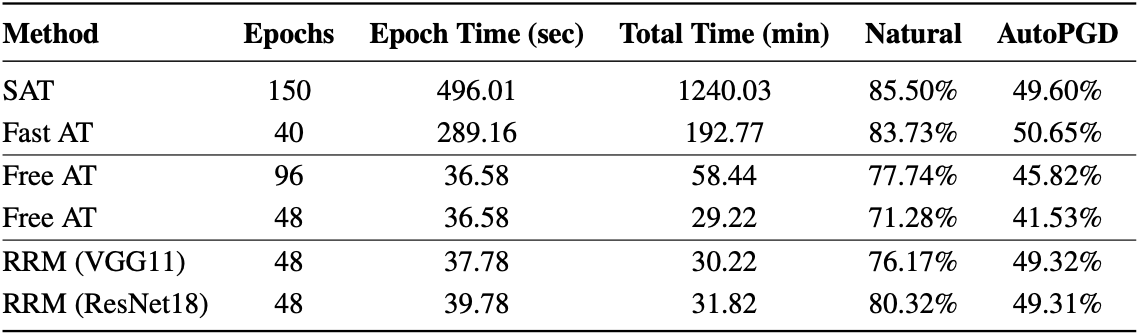 Method Epochs Epoch Time (sec) Total Time (min) Natural AutoPGD
SAT 150 496.01 1240.03 85.50% 49.60%
Fast AT 40 289.16 192.77 83.73% 50.65%
Free AT 96 36.58 58.44 77.74% 45.82%
Free AT 48 36.58 29.22 71.28% 41.53%
RRM (VGG11) 48 37.78 30.22 76.17% 49.32%
RRM (ResNet18) 48 39.78 31.82 80.32% 49.31%